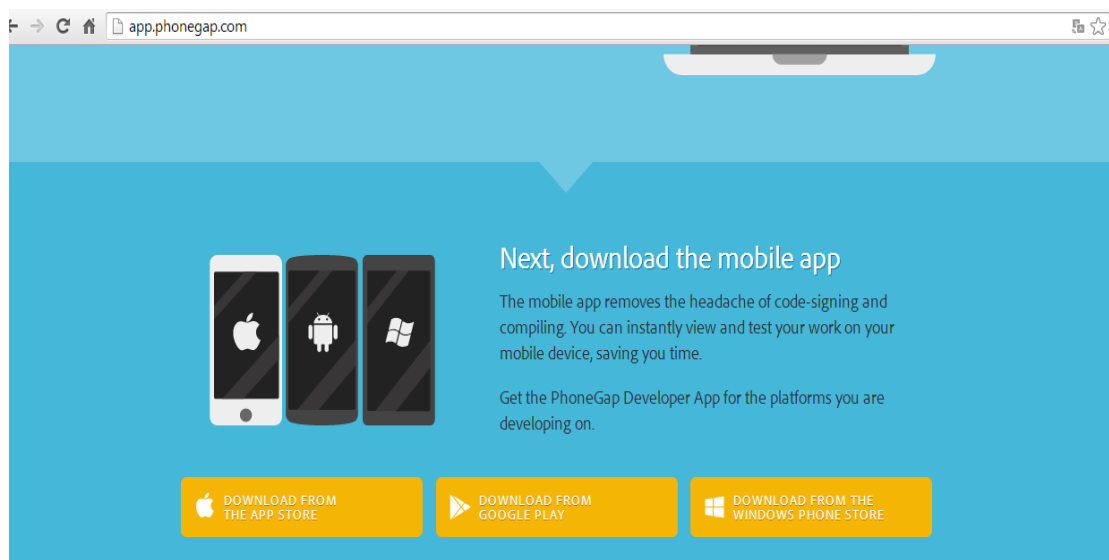 app.phonegap.com
Next, download the mobile app
The mobile app removes the headache of code-signing and
compiling. You can instantly view and test your work on your
mobile device, saving you time.
Get the PhoneGap Developer App for the platforms you are
developing on.
DOWNLOAD FROM
THE APP STORE
DOWNLOAD FROM
GOOGLE PLAY
DOWNLOAD FROM THE
WINDOWS PHONE STORE